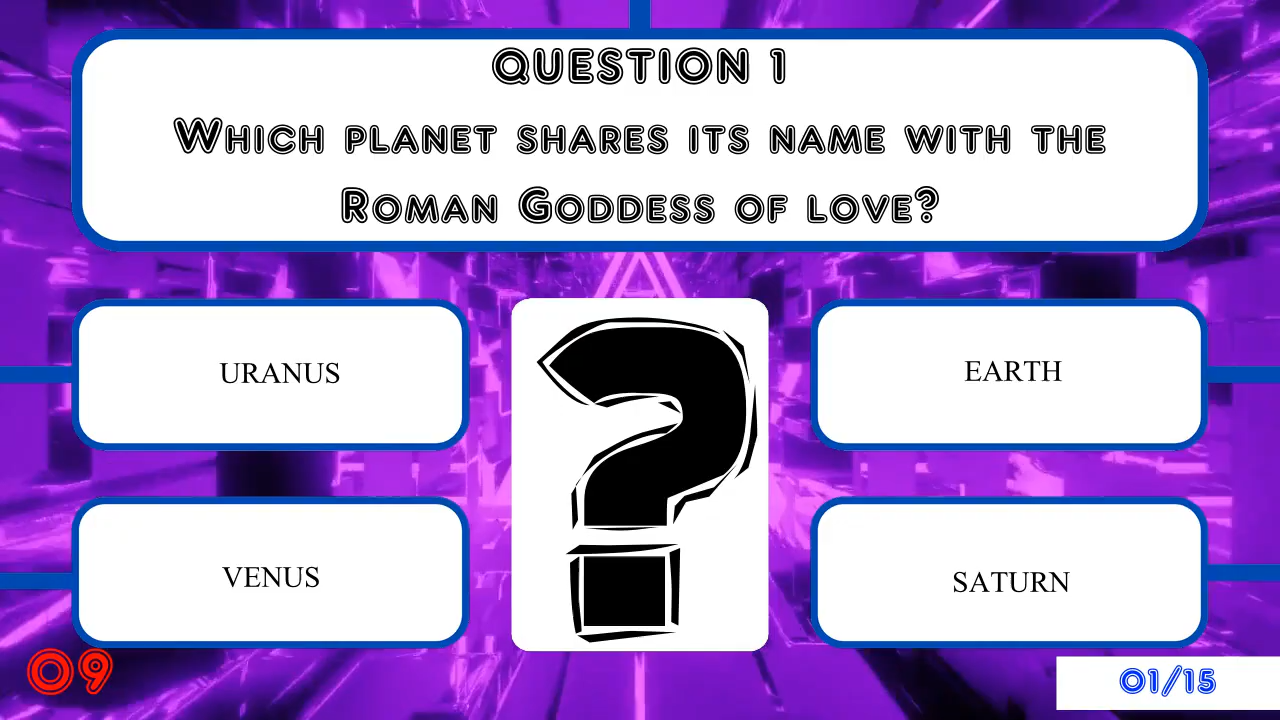 QUESTION 1
WHICH PLANET SHARES ITS NAME WITH THE
ROMAN GODDESS OF LOVE?
URANUS
EARTH
?
VENUS
SATURN
09
01/15